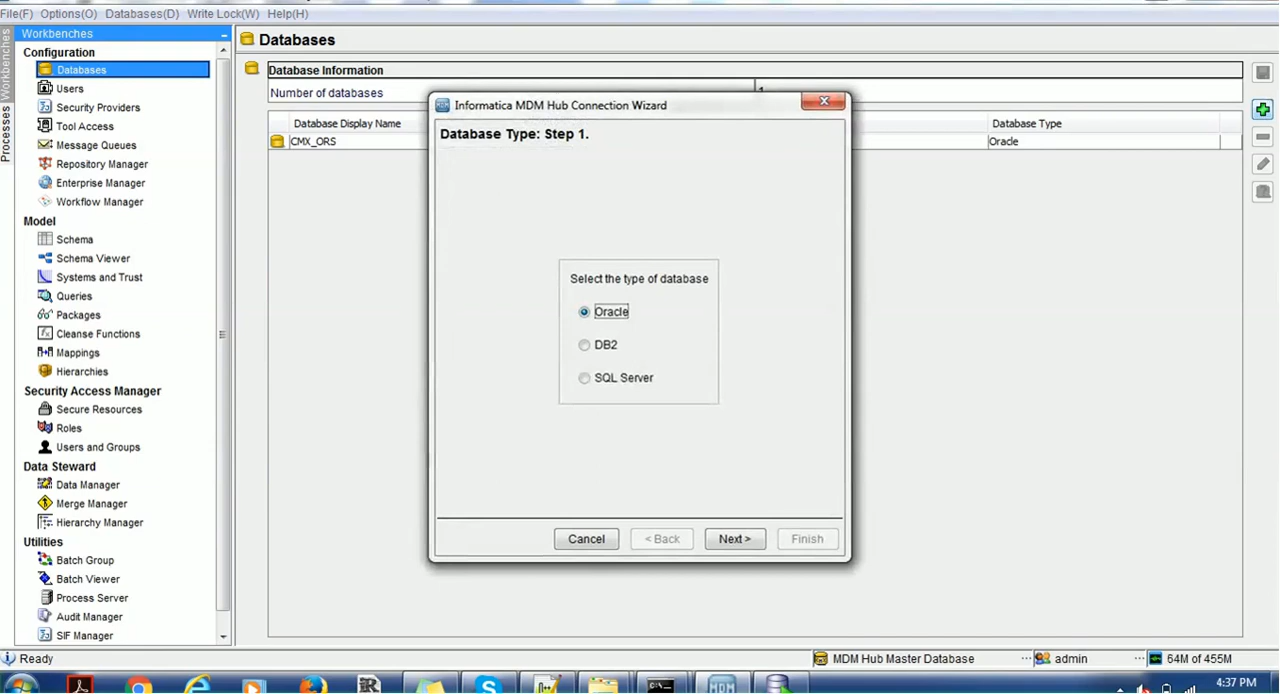 File(F) Options(O) Databases(D) Write Lock(W) Help(H)
Processes Workbenches
Workbenches
Configuration
Databases
Users
Security Providers
Tool Access
Message Queues
Repository Manager
Enterprise Manager
Workflow Manager
Model
Schema
Schema Viewer
Systems and Trust
Queries
Packages
Cleanse Functions
Mappings
Hierarchies
Security Access Manager
Secure Resources
Roles
Users and Groups
Data Steward
Data Manager
Merge Manager
Hierarchy Manager
Utilities
Batch Group
Batch Viewer
Process Server
Audit Manager
SIF Manager
Databases
Database Information
Number of databases 1
Database Display Name Database Type
CMX_ORS Oracle
Informatica MDM Hub Connection Wizard
Database Type: Step 1.
Select the type of database
Oracle
DB2
SQL Server
Cancel < Back Next > Finish
Ready MDM Hub Master Database admin 64M of 455M
4:37 PM